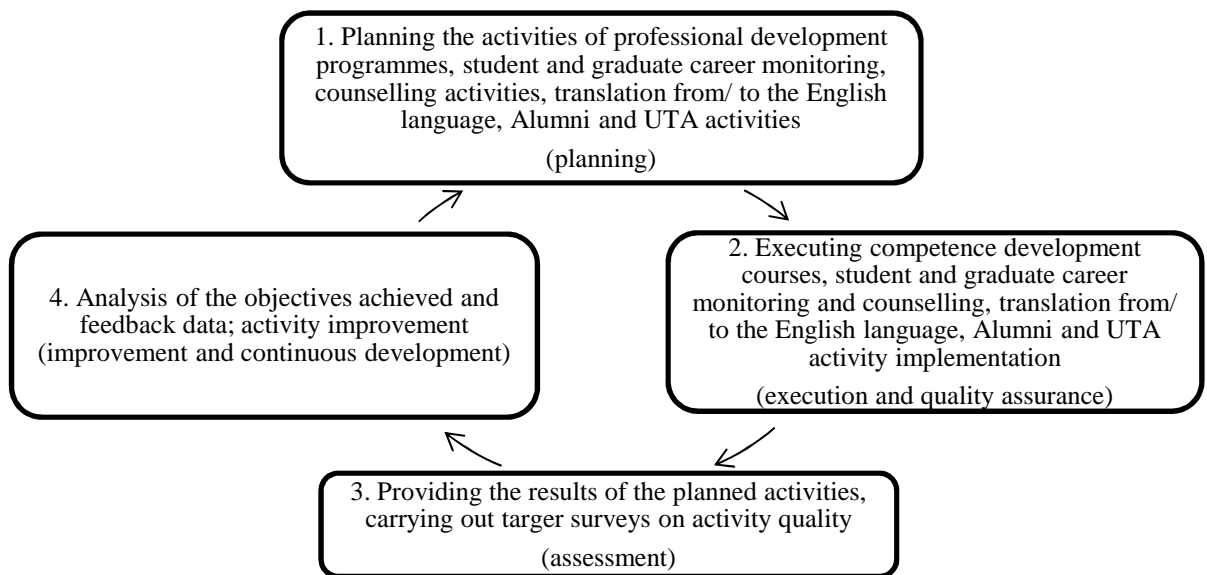 1. Planning the activities of professional development
programmes, student and graduate career monitoring,
counselling activities, translation from/ to the English
language, Alumni and UTA activities
(planning)
2. Executing competence development
courses, student and graduate career
monitoring and counselling, translation from/
to the English language, Alumni and UTA
activity implementation
(execution and quality assurance)
3. Providing the results of the planned activities,
carrying out targer surveys on activity quality
(assessment)
4. Analysis of the objectives achieved and
feedback data; activity improvement
(improvement and continuous development)